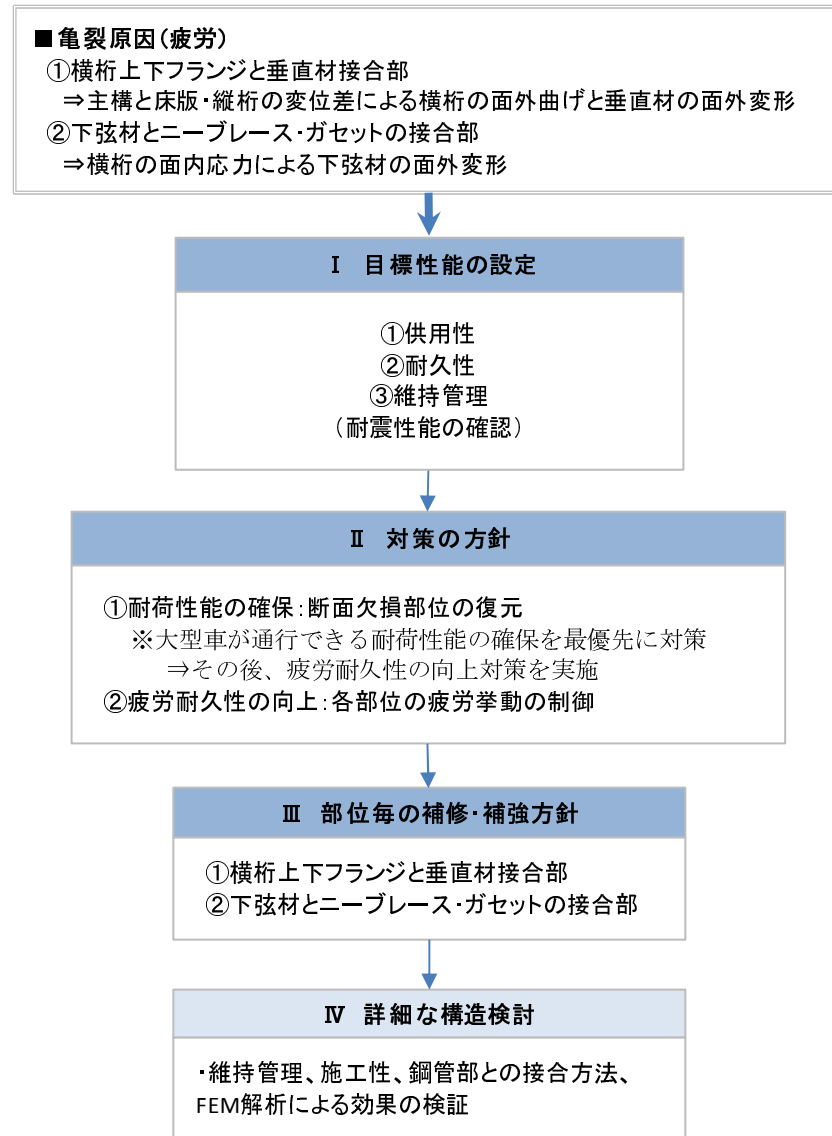 ■亀裂原因(疲労)
①横桁上下フランジと垂直材接合部
⇒主構と床版・縦桁の変位差による横桁の面外曲げと垂直材の面外変形
②下弦材とニーブレース・ガセットの接合部
⇒横桁の面内応力による下弦材の面外変形
Ⅰ 目標性能の設定
①供用性
②耐久性
③維持管理
(耐震性能の確認)
Ⅱ 対策の方針
①耐荷性能の確保:断面欠損部位の復元
※大型車が通行できる耐荷性能の確保を最優先に対策
⇒その後、疲労耐久性の向上対策を実施
②疲労耐久性の向上:各部位の疲労挙動の制御
Ⅲ 部位毎の補修・補強方針
①横桁上下フランジと垂直材接合部
②下弦材とニーブレース・ガセットの接合部
Ⅳ 詳細な構造検討
・維持管理、施工性、鋼管部との接合方法、
FEM解析による効果の検証